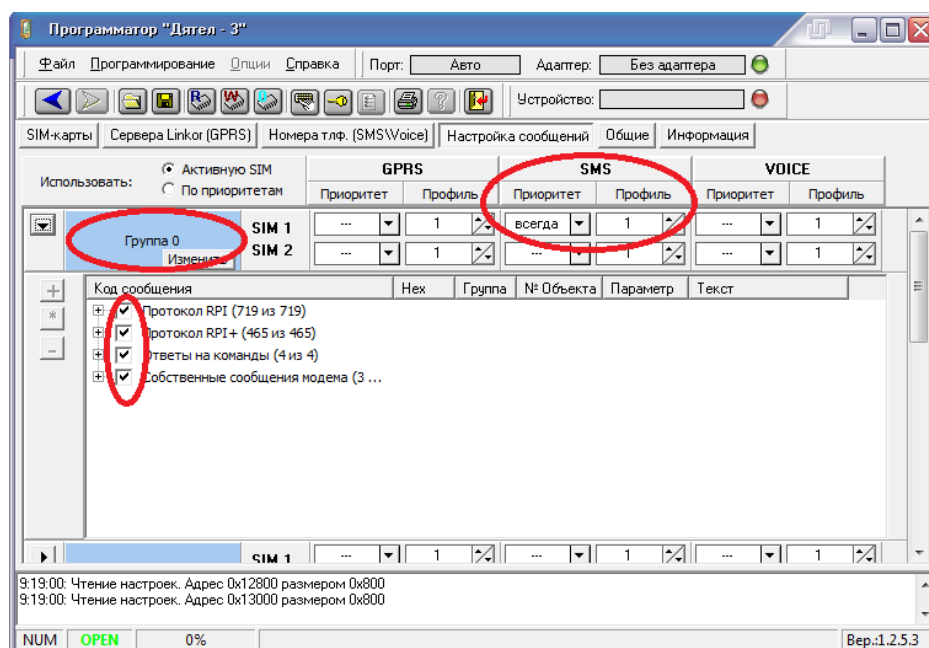 Программатор "Дятел - 3"
Файл Программирование Опции Справка Порт: Авто Адаптер: Без адаптера
Устройство:
SIM-карты Сервера Linkor (GPRS) Номера тлф. (SMS\Voice) Настройка сообщений Общие Информация
Использовать: Активную SIM По приоритетам GPRS SMS VOICE
Приоритет Профиль Приоритет Профиль Приоритет Профиль
Группа 0 Изменить SIM 1 --- 1 всегда 1 --- 1
SIM 2 --- 1 --- 1 --- 1
Код сообщения Hex Группа № Объекта Параметр Текст
Протокол RPI (719 из 719)
Протокол RPI+ (465 из 465)
Ответы на команды (4 из 4)
Собственные сообщения модема (3 ...
SIM 1 --- 1 --- 1 --- 1
9:19:00: Чтение настроек. Адрес 0x12800 размером 0x800
9:19:00: Чтение настроек. Адрес 0x13000 размером 0x800
NUM OPEN 0% Вер.:1.2.5.3